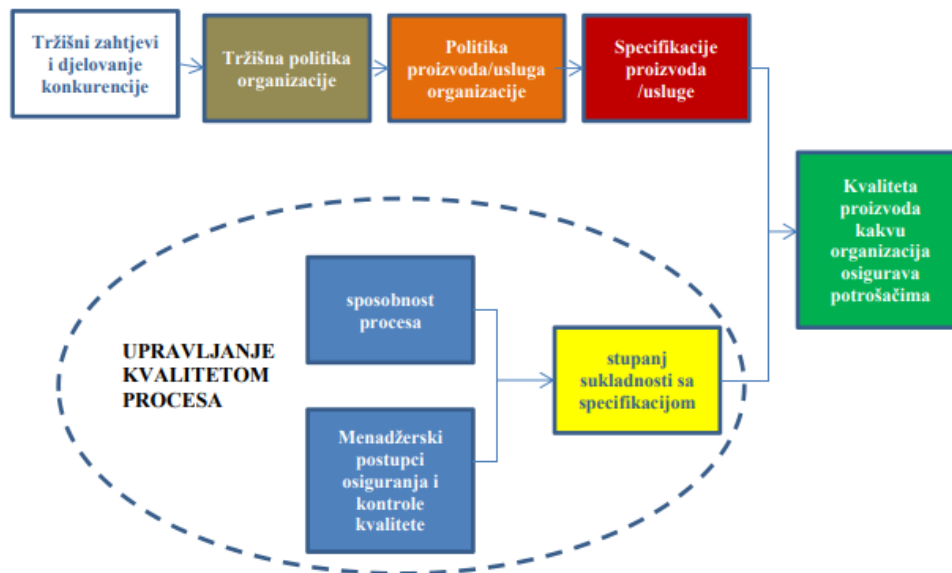 Tržišni zahtjevi
i djelovanje
konkurencije
Tržišna politika
organizacije
Politika
proizvoda/usluga
organizacije
Specifikacije
proizvoda
/usluge
Kvaliteta
proizvoda
kakvu
organizacija
osigurava
potrošačima
sposobnost
procesa
UPRAVLJANJE
KVALITETOM
PROCESA
stupanj
sukladnosti sa
specifikacijom
Menadžerski
postupci
osiguranja i
kontrole
kvalitete